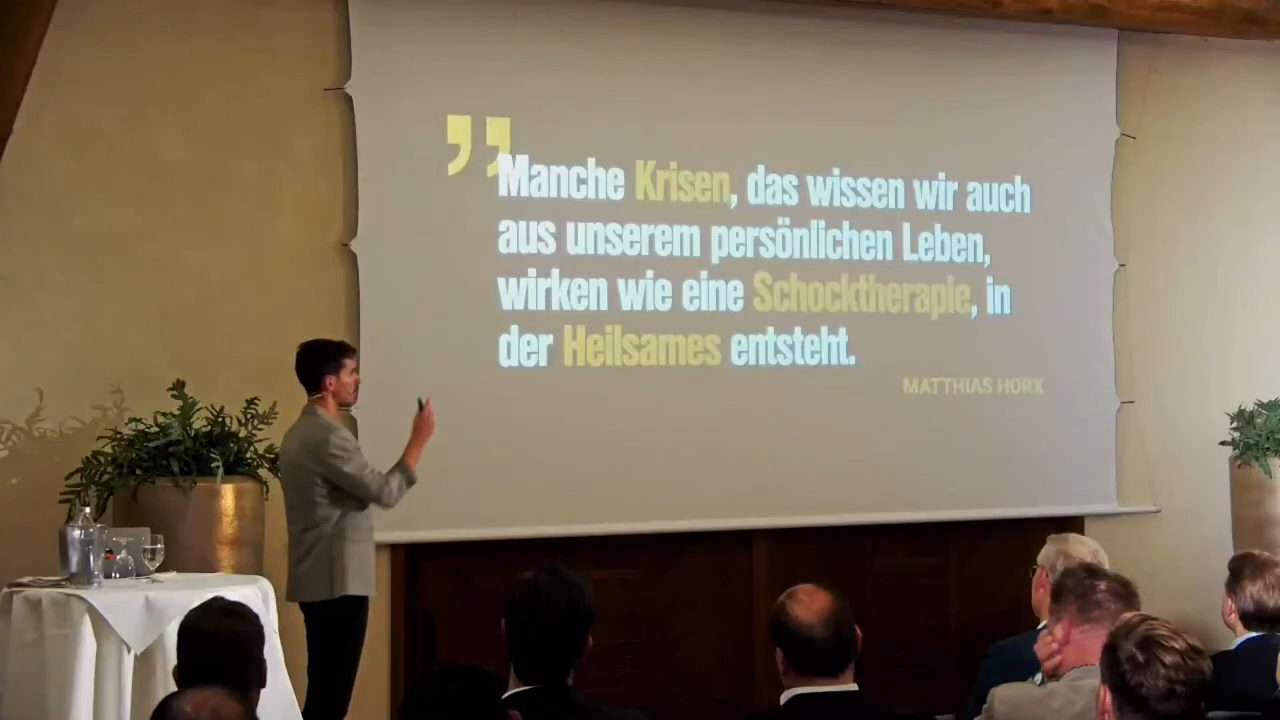 ”
Manche Krisen, das wissen wir auch
aus unserem persönlichen Leben,
wirken wie eine Schocktherapie, in
der Heilsames entsteht.
MATTHIAS HORX